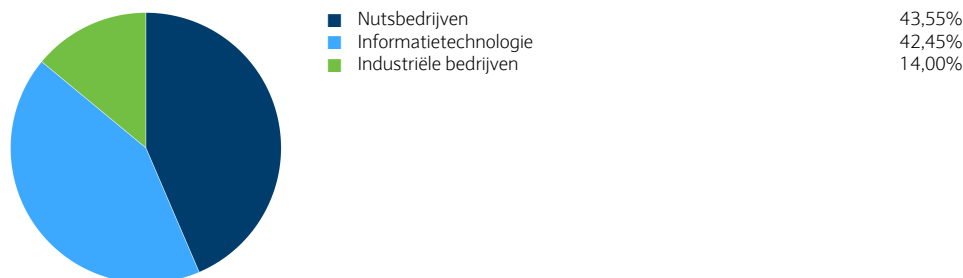 Nutsbedrijven 43,55%
Informatietechnologie 42,45%
Industriële bedrijven 14,00%